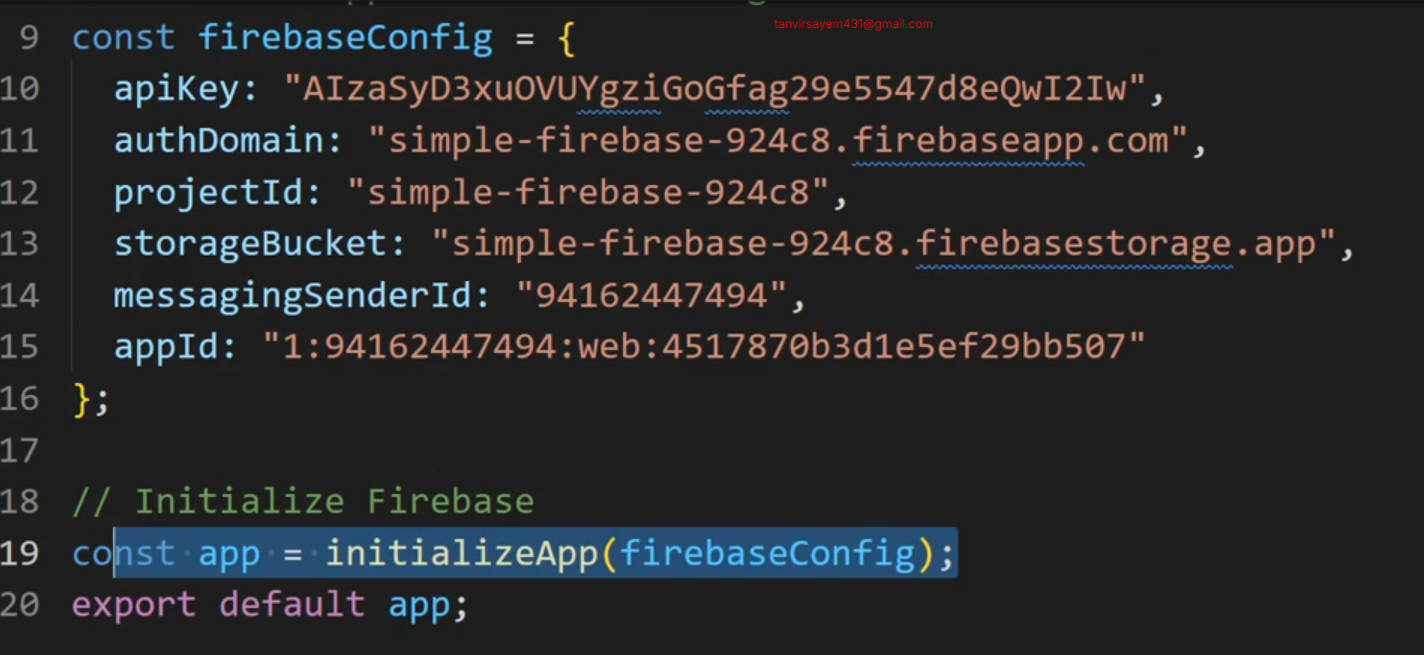 tanvirsayem431@gmail.com
9 const firebaseConfig = {
10 apiKey: "AIzaSyD3xuOVUYgziGoGfag29e5547d8eQwI2Iw",
11 authDomain: "simple-firebase-924c8.firebaseapp.com",
12 projectId: "simple-firebase-924c8",
13 storageBucket: "simple-firebase-924c8.firebasestorage.app",
14 messagingSenderId: "94162447494",
15 appId: "1:94162447494:web:4517870b3d1e5ef29bb507"
16 };
17
18 // Initialize Firebase
19 const app = initializeApp(firebaseConfig);
20 export default app;